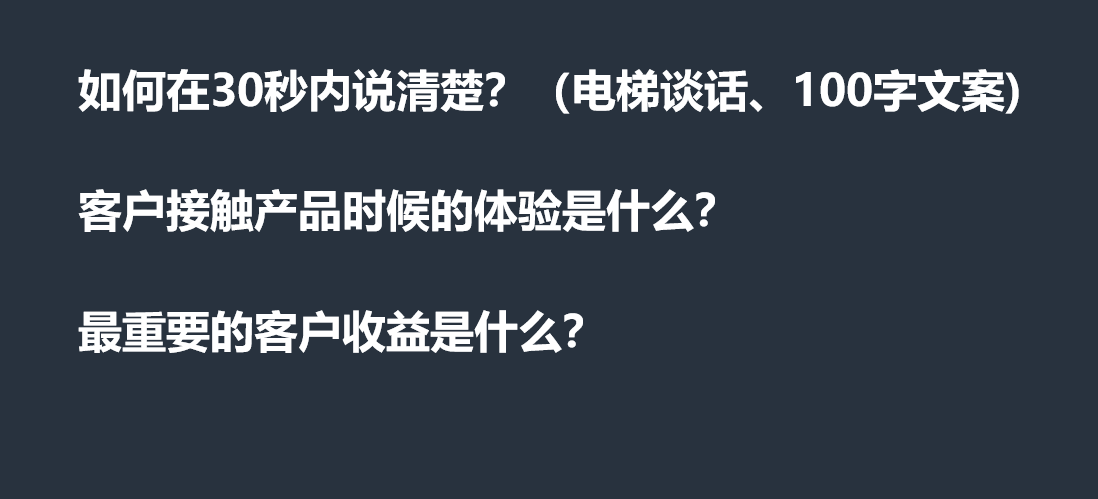 如何在30秒内说清楚？ (电梯谈话、100字文案)
客户接触产品时候的体验是什么？
最重要的客户收益是什么？